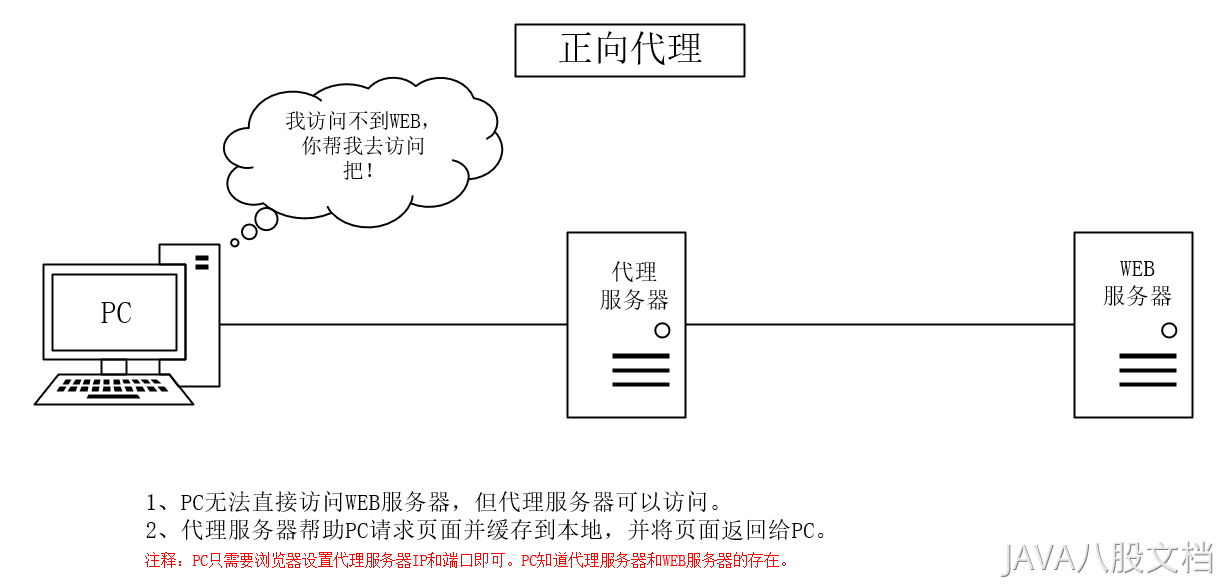 正向代理
我访问不到WEB，
你帮我去访问
把！
PC
代理
服务器
WEB
服务器
1、PC无法直接访问WEB服务器，但代理服务器可以访问。
2、代理服务器帮助PC请求页面并缓存到本地，并将页面返回给PC。
注释：PC只需要浏览器设置代理服务器IP和端口即可。PC知道代理服务器和WEB服务器的存在。
JAVA八股文档